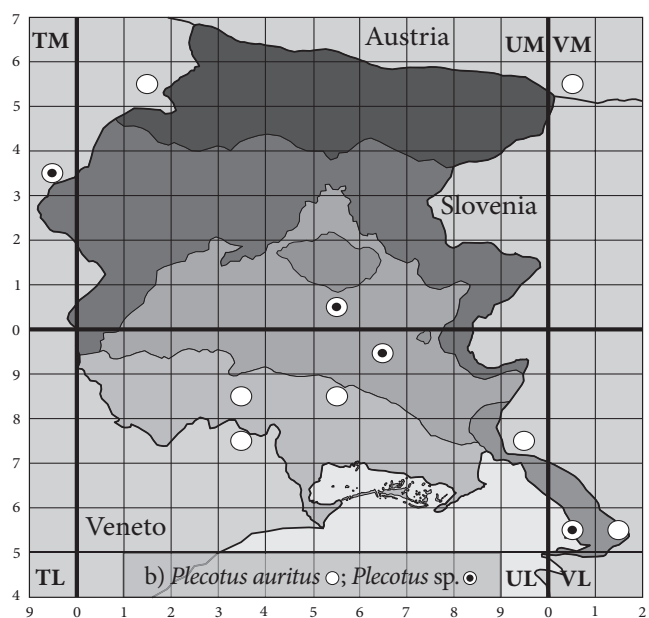 7
6
5
4
3
2
1
0
9
8
7
6
5
4
TM
Austria
UM VM
Slovenia
Veneto
TL
b) Plecotus auritus ○; Plecotus sp. ⊙
UL VL
9 0 1 2 3 4 5 6 7 8 9 0 1 2